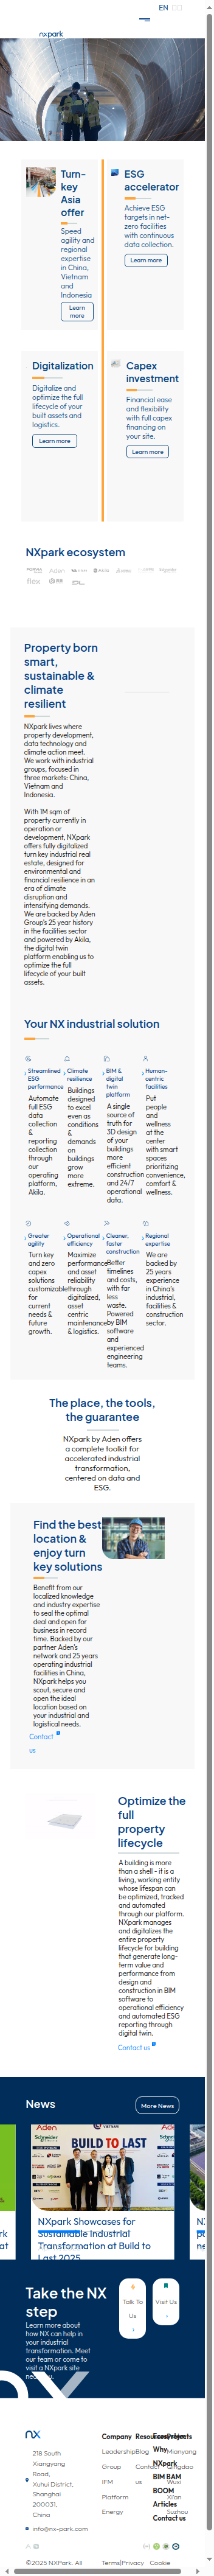 EN
nxpark
Turn-
key
Asia
offer
Speed
agility and
regional
expertise
in China,
Vietnam
and
Indonesia
Learn
more
ESG
accelerator
Achieve ESG
targets in net-
zero facilities
with continuous
data collection.
Learn more
Digitalization
Digitalize and
optimize the full
lifecycle of your
built assets and
logistics.
Learn more
Capex
investment
Financial ease
and flexibility
with full capex
financing on
your site.
Learn more
NXpark ecosystem
Aden
flex
Property born
smart,
sustainable &
climate
resilient
NXpark lives where
property development,
data technology and
climate action meet.
We work with industrial
groups, focused in
three markets: China,
Vietnam and
Indonesia.
With 1M sqm of
property currently in
operation or
development, NXpark
offers fully digitalized
turn key industrial real
estate, designed for
environmental and
financial resilience in an
era of climate
disruption and
intensifying demands.
We are backed by Aden
Group's 25 year history
in the facilities sector
and powered by Akila,
the digital twin
platform enabling us to
optimize the full
lifecycle of your built
assets.
Your NX industrial solution
Streamlined
ESG
performance
Automate
full ESG
data
collection
&
reporting
collection
through
our
operating
platform,
Akila.
Climate
resilience
Buildings
designed
to excel
even as
conditions
&
demands
on
buildings
grow
more
extreme.
BIM &
digital
twin
platform
A single
source of
truth for
3D design
of your
buildings
more
efficient
construction
and 24/7
operational
data.
Human-
centric
facilities
Put
people
and
wellness
at the
center
with smart
spaces
prioritizing
convenience,
comfort &
wellness.
Greater
agility
Turn key
and zero
capex
solutions
customizable
for
current
needs &
future
growth.
Operational
efficiency
Maximize
performance
and asset
reliability
through
digitalized,
asset
centric
maintenance
& logistics.
Cleaner,
faster
construction
Better
timelines
and costs,
with far
less
waste.
Powered
by BIM
software
and
experienced
engineering
teams.
Regional
expertise
We are
backed by
25 years
experience
in China's
industrial,
facilities &
construction
sector.
The place, the tools,
the guarantee
NXpark by Aden offers
a complete toolkit for
accelerated industrial
transformation,
centered on data and
ESG.
Find the best
location &
enjoy turn
key solutions
Benefit from our
localized knowledge
and industry expertise
to seal the optimal
deal and open for
business in record
time. Backed by our
partner Aden's
network and 25 years
operating industrial
facilities in China,
NXpark helps you
scout, secure and
open the ideal
location based on
your industrial and
logistical needs.
Contact
us
Optimize the
full
property
lifecycle
A building is more
than a shell - it is a
living, working entity
whose lifespan can
be optimized, tracked
and automated
through our platform.
NXpark manages
and digitalizes the
entire property
lifecycle for building
that generate long-
term value and
performance from
design and
construction in BIM
software to
operational efficiency
and automated ESG
reporting through
digital twin.
Contact us
News
More News
Aden
Schneider
BUILD TO LAST
NXpark Showcases for
Sustainable Industrial
Transformation at Build to
Last 2025
Take the NX
step
Learn more about
how NX can help in
your industrial
transformation. Meet
our team or come to
visit a NXpark site
near you.
Talk To
Us
Visit Us
NX
218 South
Xiangyang
Road,
Xuhui District,
Shanghai
200031,
China
info@nx-park.com
Company
Leadership
Group
IFM
Platform
Energy
Resources
Blog
Contact
us
Why
NXpark
BIM BAM
BOOM
Articles
Contact us
Projects
Mianyang
Qingdao
Wuxi
Xi'an
Suzhou
©2025 NXPark. All
Terms|Privacy
Cookie